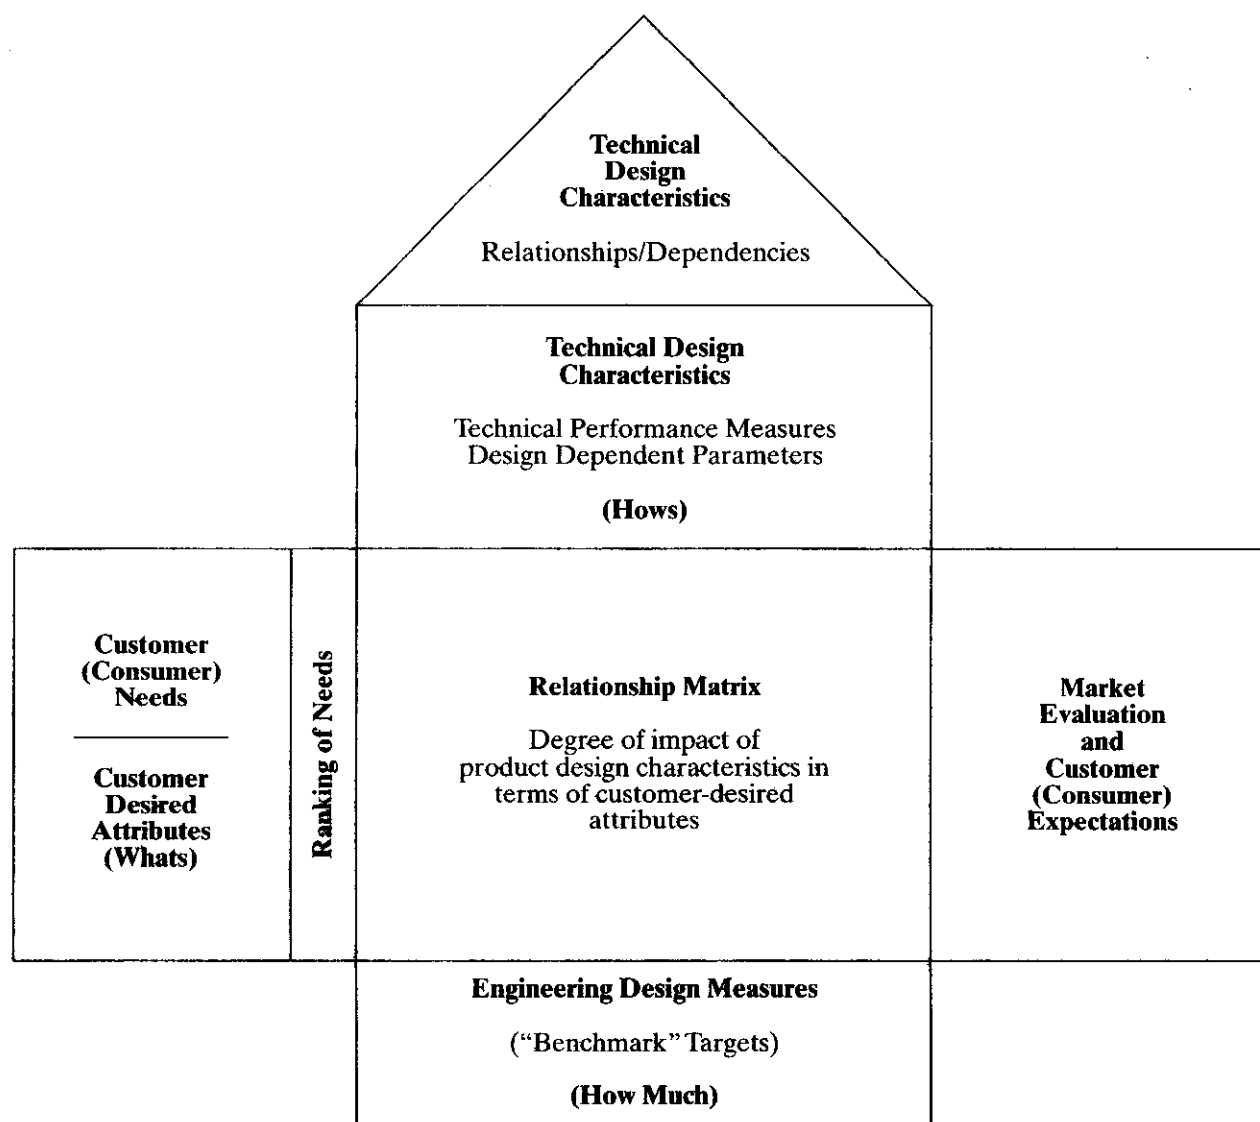 Technical
Design
Characteristics
Relationships/Dependencies
Technical Design
Characteristics
Technical Performance Measures
Design Dependent Parameters
(Hows)
Customer
(Consumer)
Needs
Customer
Desired
Attributes
(Whats)
Ranking of Needs
Relationship Matrix
Degree of impact of
product design characteristics in
terms of customer-desired
attributes
Market
Evaluation
and
Customer
(Consumer)
Expectations
Engineering Design Measures
(“Benchmark” Targets)
(How Much)